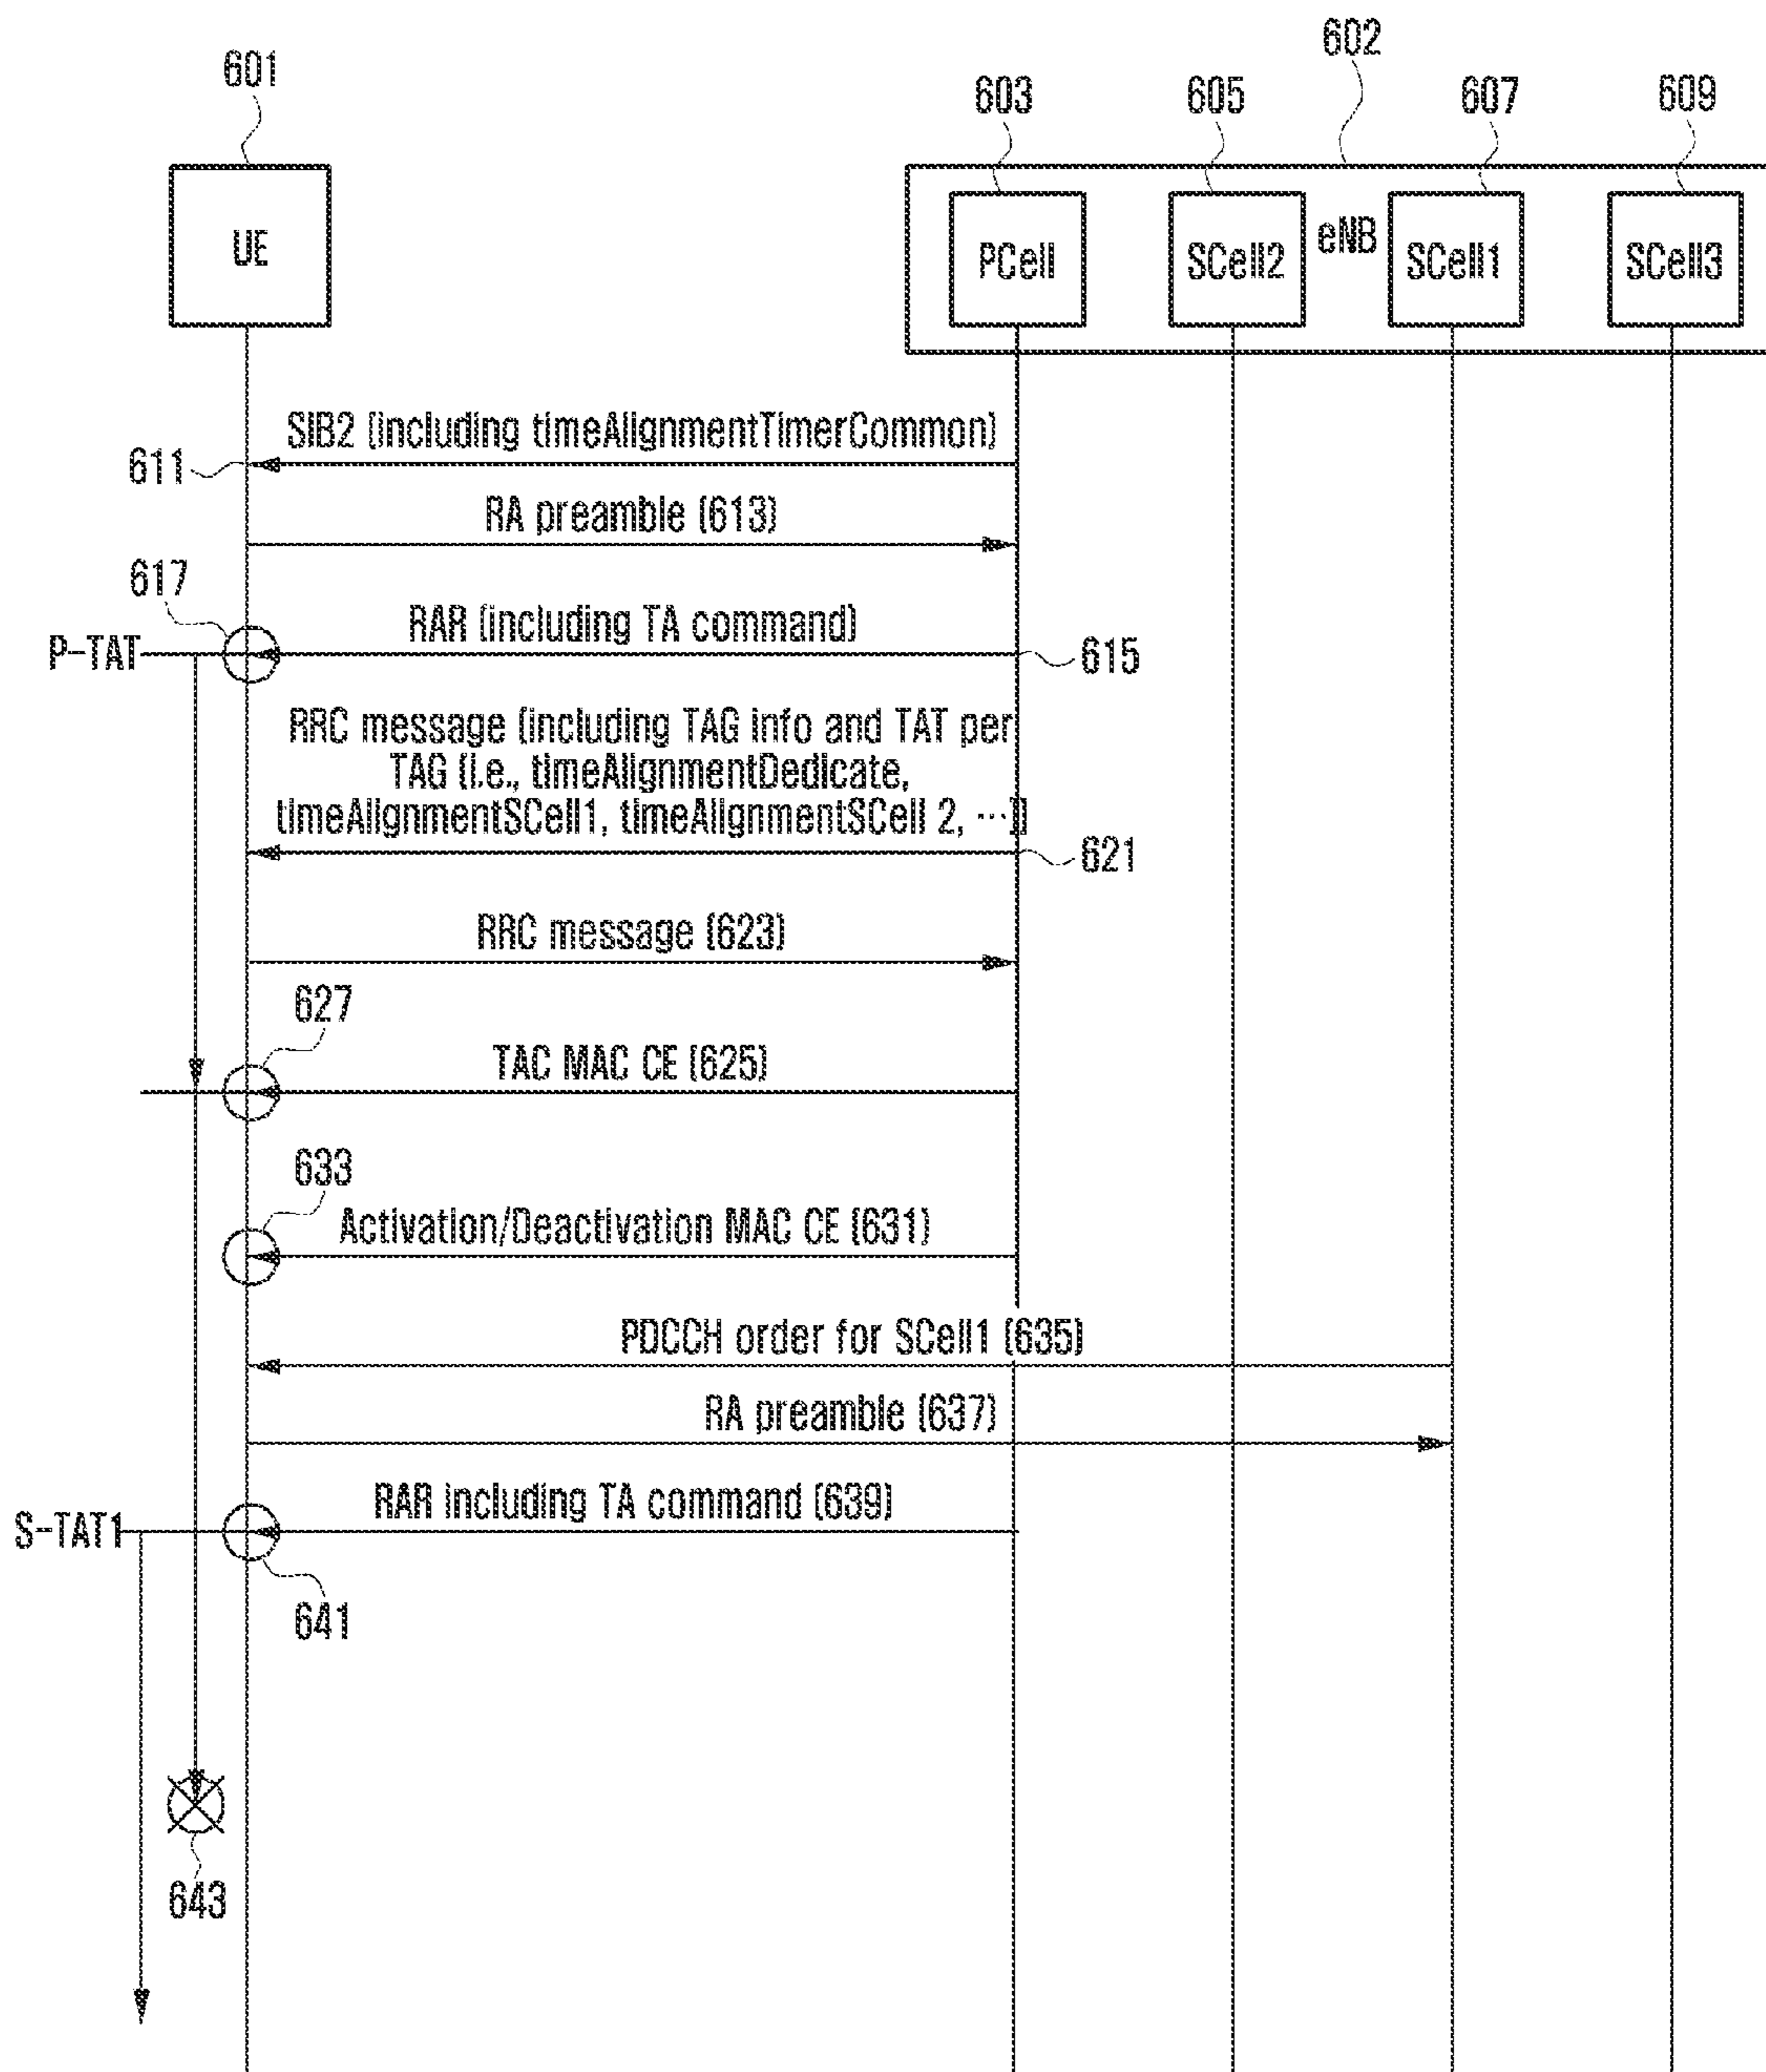 602
601
603
605
607
609
UE
PCell
SCell2
eNB
SCell1
SCell3
SIB2 (including timeAlignmentTimerCommon)
611
RA preamble (613)
617
RAR (including TA command)
P-TAT
615
RRC message (including TAG info and TAT per
TAG (i.e., timeAlignmentDedicate,
timeAlignmentSCell1, timeAlignmentSCell 2, ...))
621
RRC message (623)
627
TAC MAC CE (625)
633
Activation/Deactivation MAC CE (631)
PDCCH order for SCell1 (635)
RA preamble (637)
RAR including TA command (639)
S-TAT1
641
643